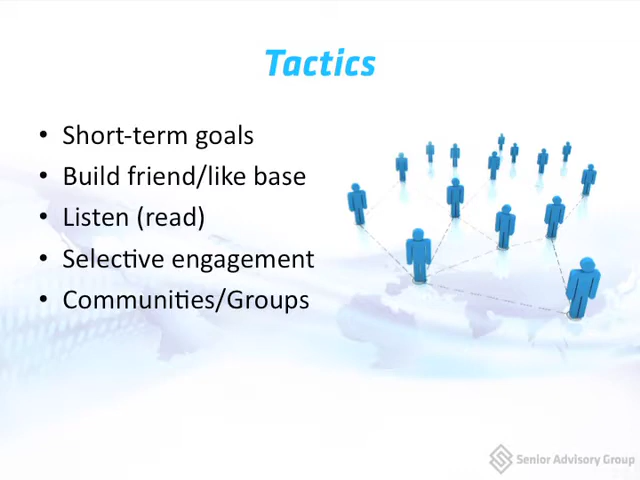 Tactics
• Short-term goals
• Build friend/like base
• Listen (read)
• Selective engagement
• Communities/Groups
Senior Advisory Group